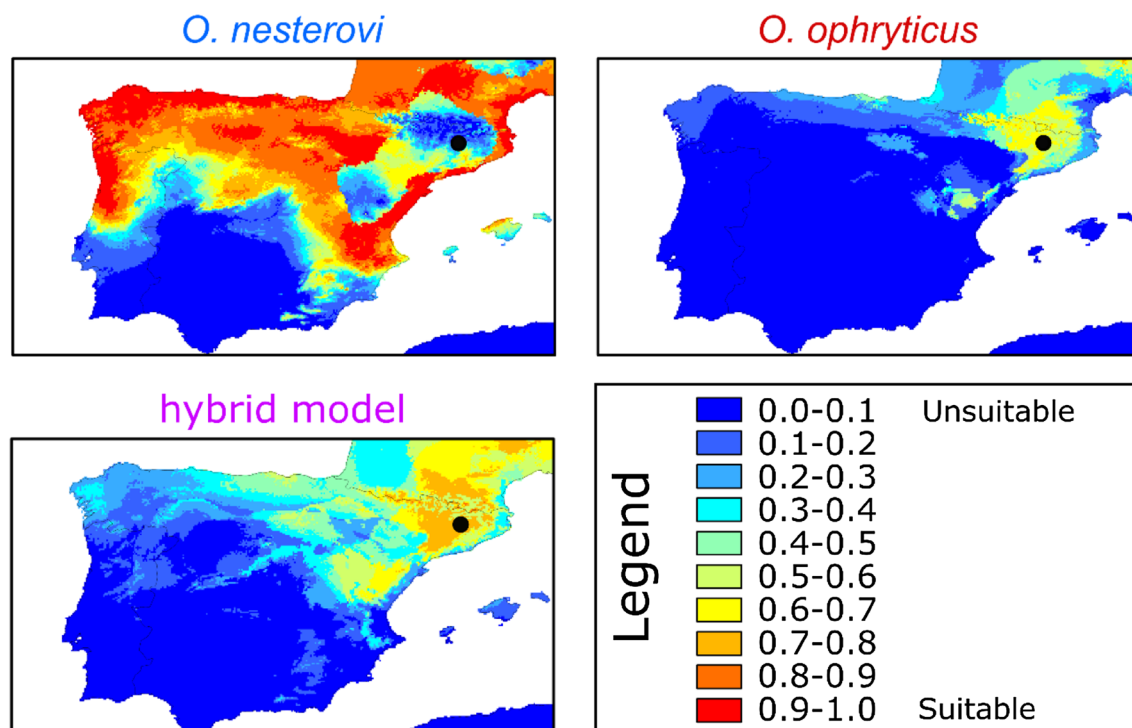 O. nesterovi
O. ophryticus
hybrid model
Legend
0.0-0.1 Unsuitable
0.1-0.2
0.2-0.3
0.3-0.4
0.4-0.5
0.5-0.6
0.6-0.7
0.7-0.8
0.8-0.9
0.9-1.0 Suitable